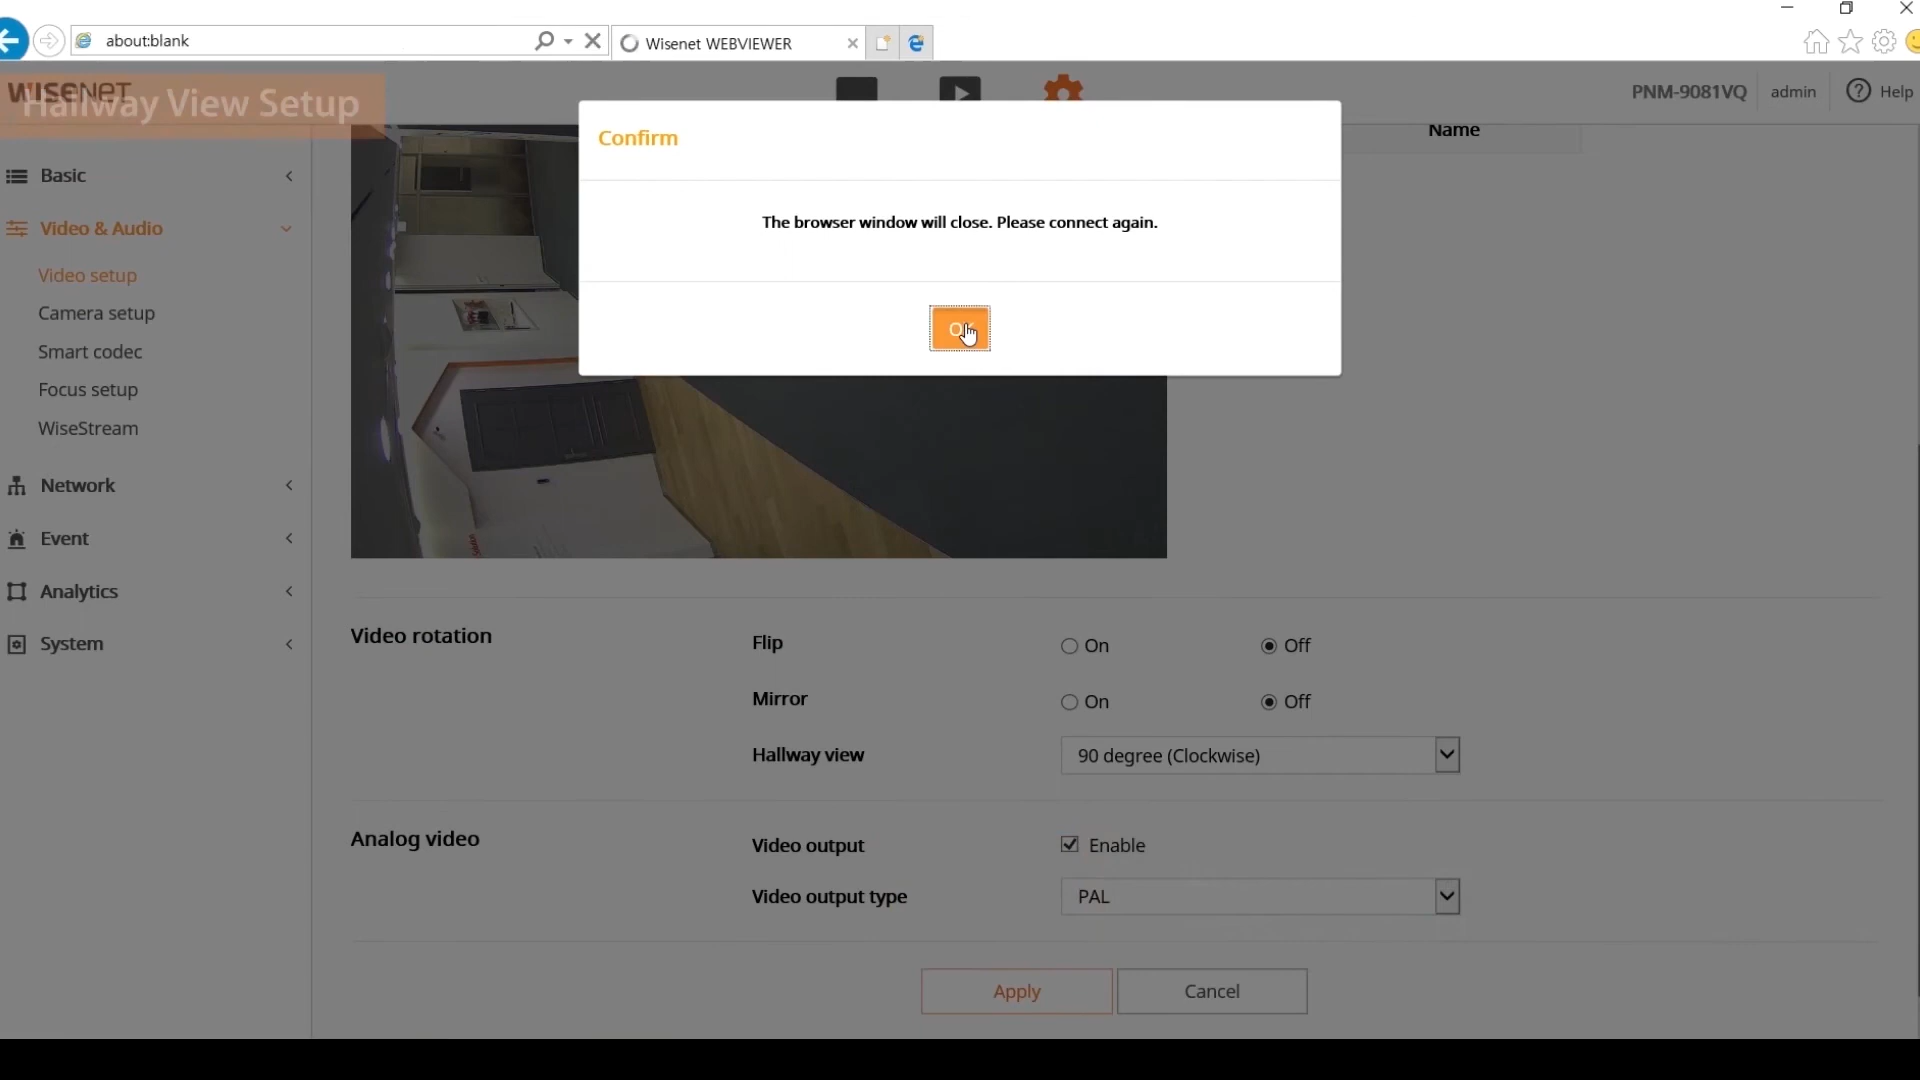 about:blank
Wisenet WEBVIEWER
WISENET
Hallway View Setup
PNM-9081VQ
admin
Help
Confirm
The browser window will close. Please connect again.
OK
Name
Basic
Video & Audio
Video setup
Camera setup
Smart codec
Focus setup
WiseStream
Network
Event
Analytics
System
Video rotation
Flip
On
Off
Mirror
On
Off
Hallway view
90 degree (Clockwise)
Analog video
Video output
Enable
Video output type
PAL
Apply
Cancel